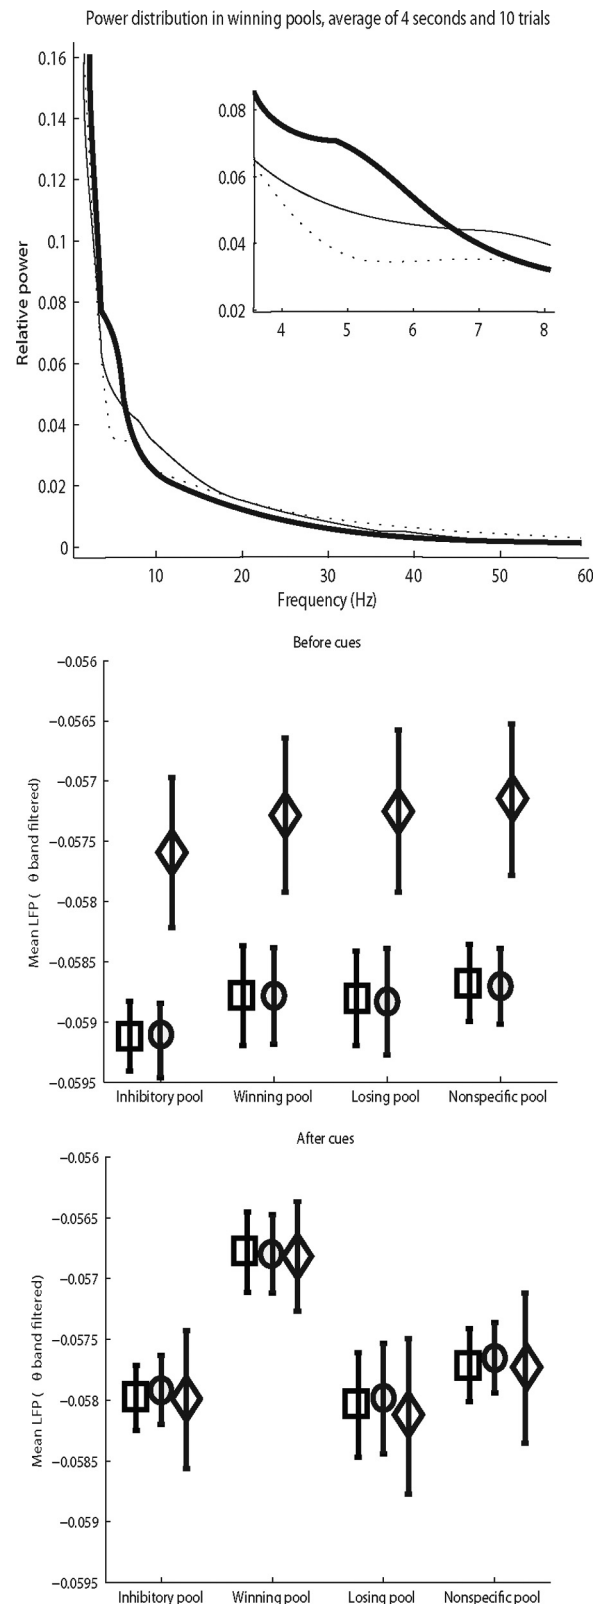 Power distribution in winning pools, average of 4 seconds and 10 trials
0.16
0.14
0.12
0.1
0.08
0.06
0.04
0.02
0
Relative power
0.08
0.06
0.04
0.02
4 5 6 7 8
10 20 30 40 50 60
Frequency (Hz)
Before cues
−0.056
−0.0565
−0.057
−0.0575
−0.058
−0.0585
−0.059
−0.0595
Mean LFP ( θ band filtered)
Inhibitory pool Winning pool Losing pool Nonspecific pool
After cues
−0.056
−0.0565
−0.057
−0.0575
−0.058
−0.0585
−0.059
−0.0595
Mean LFP ( θ band filtered)
Inhibitory pool Winning pool Losing pool Nonspecific pool